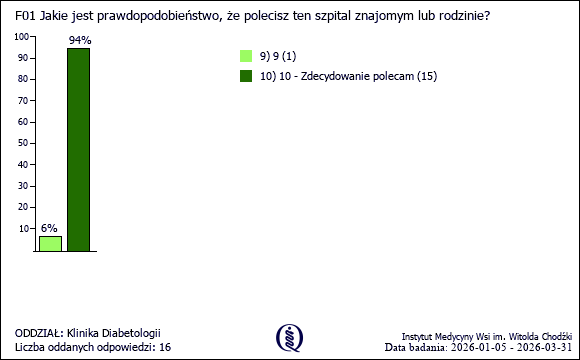 F01 Jakie jest prawdopodobieństwo, że polecisz ten szpital znajomym lub rodzinie?
100
90
80
70
60
50
40
30
20
10
94%
6%
9) 9 (1)
10) 10 - Zdecydowanie polecam (15)
ODDZIAŁ: Klinika Diabetologii
Liczba oddanych odpowiedzi: 16
Instytut Medycyny Wsi im. Witolda Chodźki
Data badania: 2026-01-05 - 2026-03-31